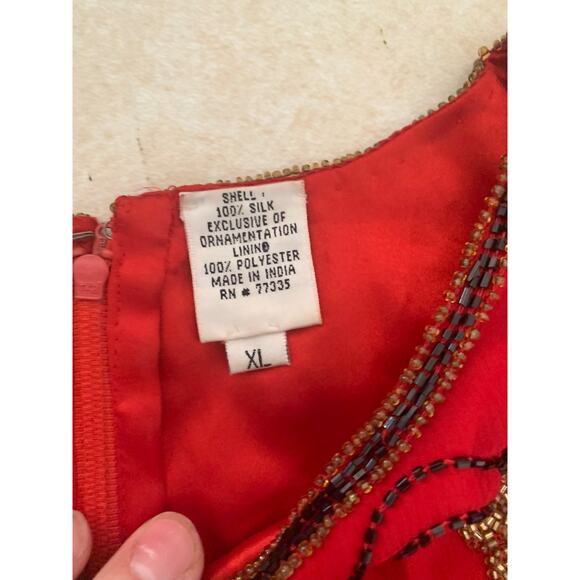 SHELL :
100% SILK
EXCLUSIVE OF
ORNAMENTATION
LINING
100% POLYESTER
MADE IN INDIA
RN # 77335
XL